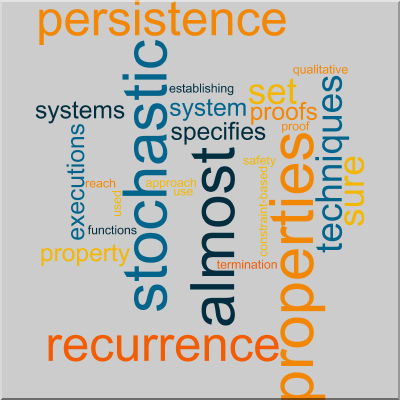 persistence
qualitative
establishing
stochastic
set
systems
system
techniques
proofs
specifies
proof
executions
almost
properties
sure
safety
reach
approach
used
use
constraint-based
functions
property
termination
recurrence